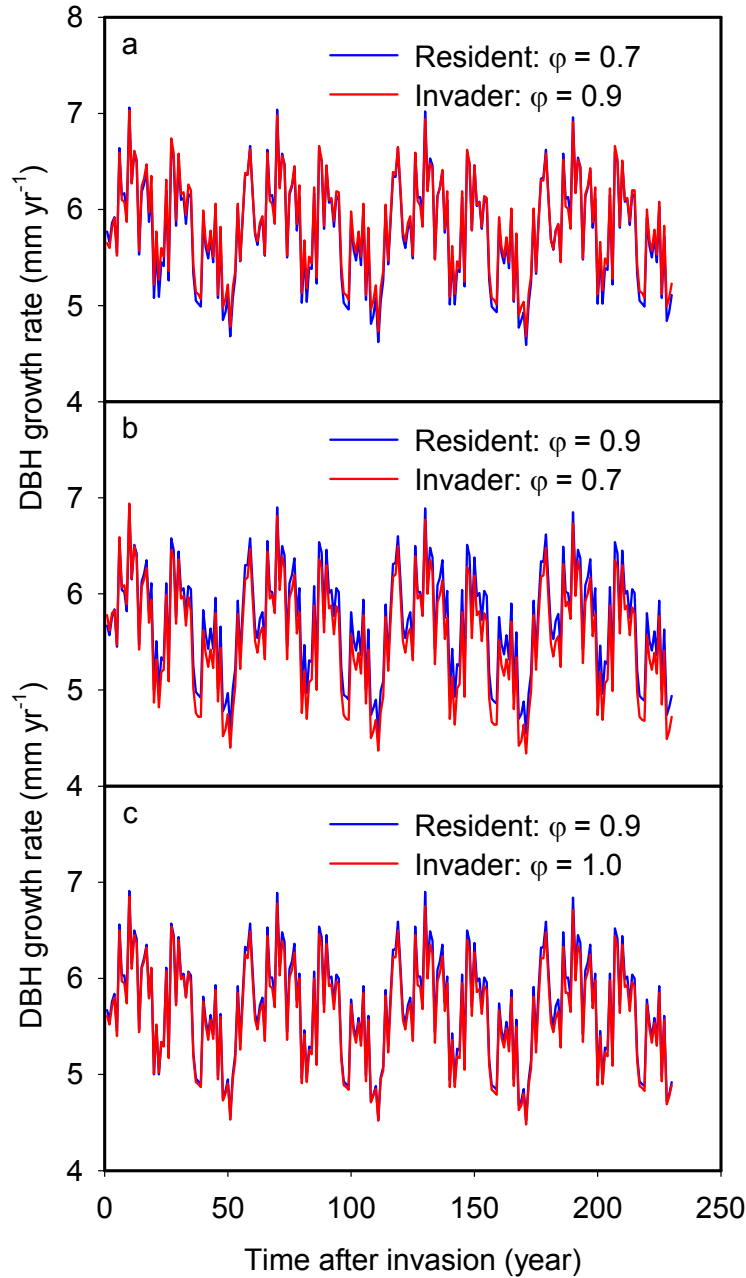 8
a
Resident: φ = 0.7
Invader: φ = 0.9
7
6
5
4
DBH growth rate (mm yr-1)
b
Resident: φ = 0.9
Invader: φ = 0.7
7
6
5
4
DBH growth rate (mm yr-1)
c
Resident: φ = 0.9
Invader: φ = 1.0
7
6
5
4
0 50 100 150 200 250
Time after invasion (year)